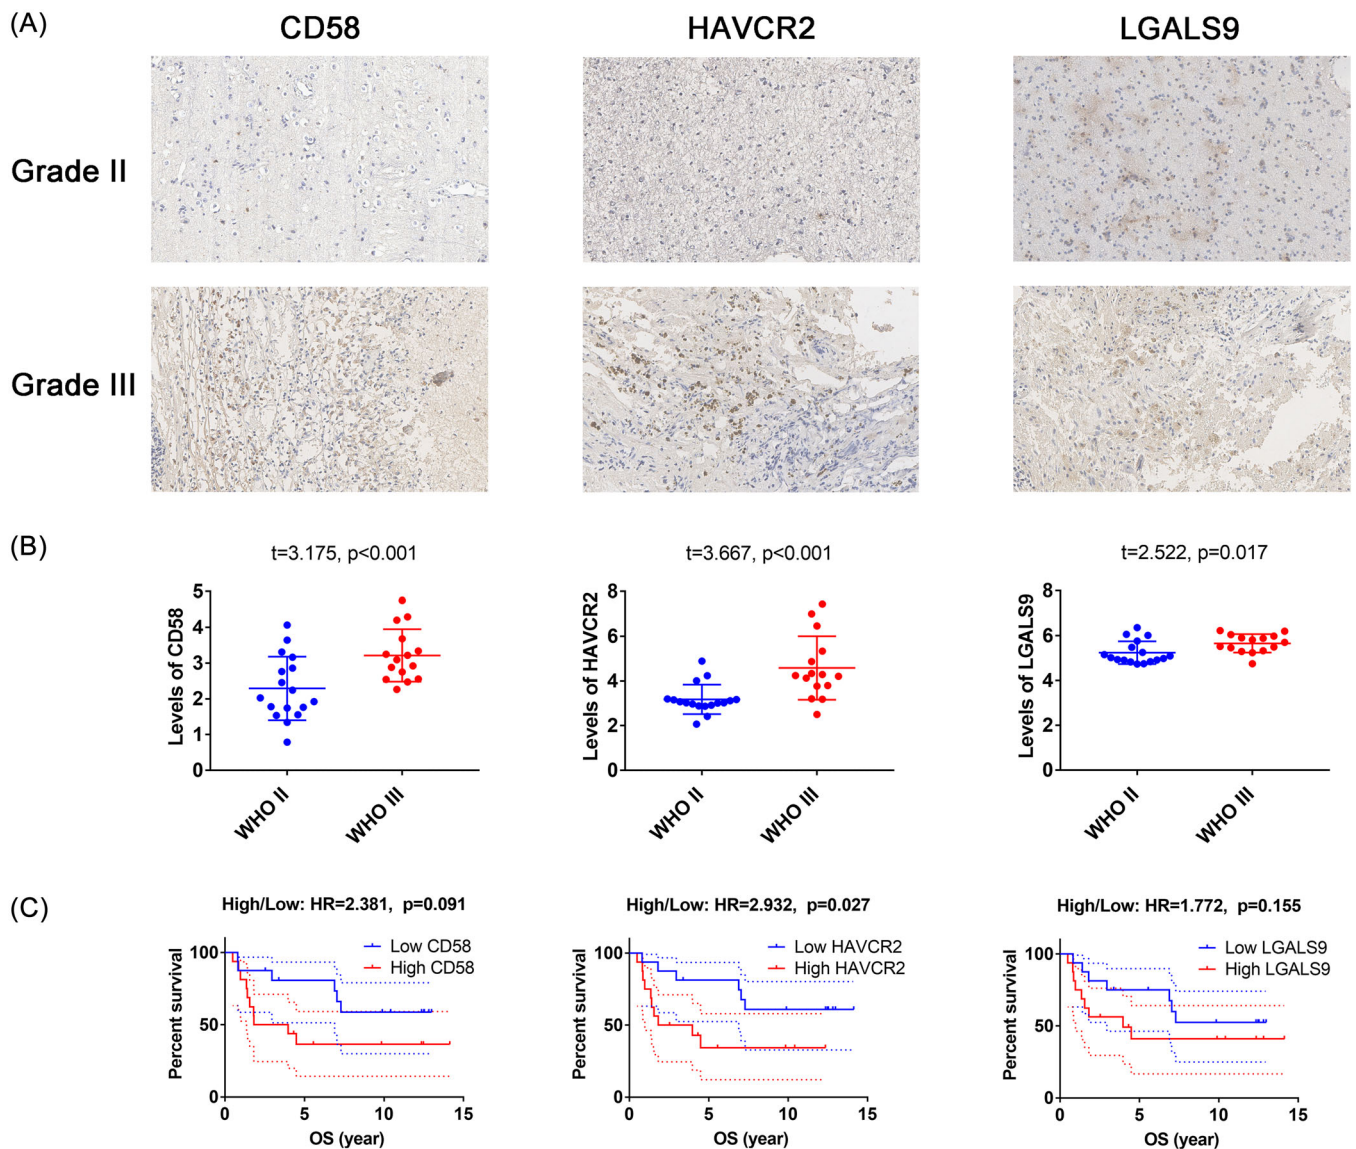 (A)
CD58 HAVCR2 LGALS9
Grade II
Grade III
(B)
t=3.175, p<0.001
Levels of CD58
5
4
3
2
1
0
WHO II WHO III
t=3.667, p<0.001
Levels of HAVCR2
8
6
4
2
0
WHO II WHO III
t=2.522, p=0.017
Levels of LGALS9
8
6
4
2
0
WHO II WHO III
(C)
High/Low: HR=2.381, p=0.091
Low CD58
High CD58
Percent survival
100
50
0
0 5 10 15
OS (year)
High/Low: HR=2.932, p=0.027
Low HAVCR2
High HAVCR2
Percent survival
100
50
0
0 5 10 15
OS (year)
High/Low: HR=1.772, p=0.155
Low LGALS9
High LGALS9
Percent survival
100
50
0
0 5 10 15
OS (year)